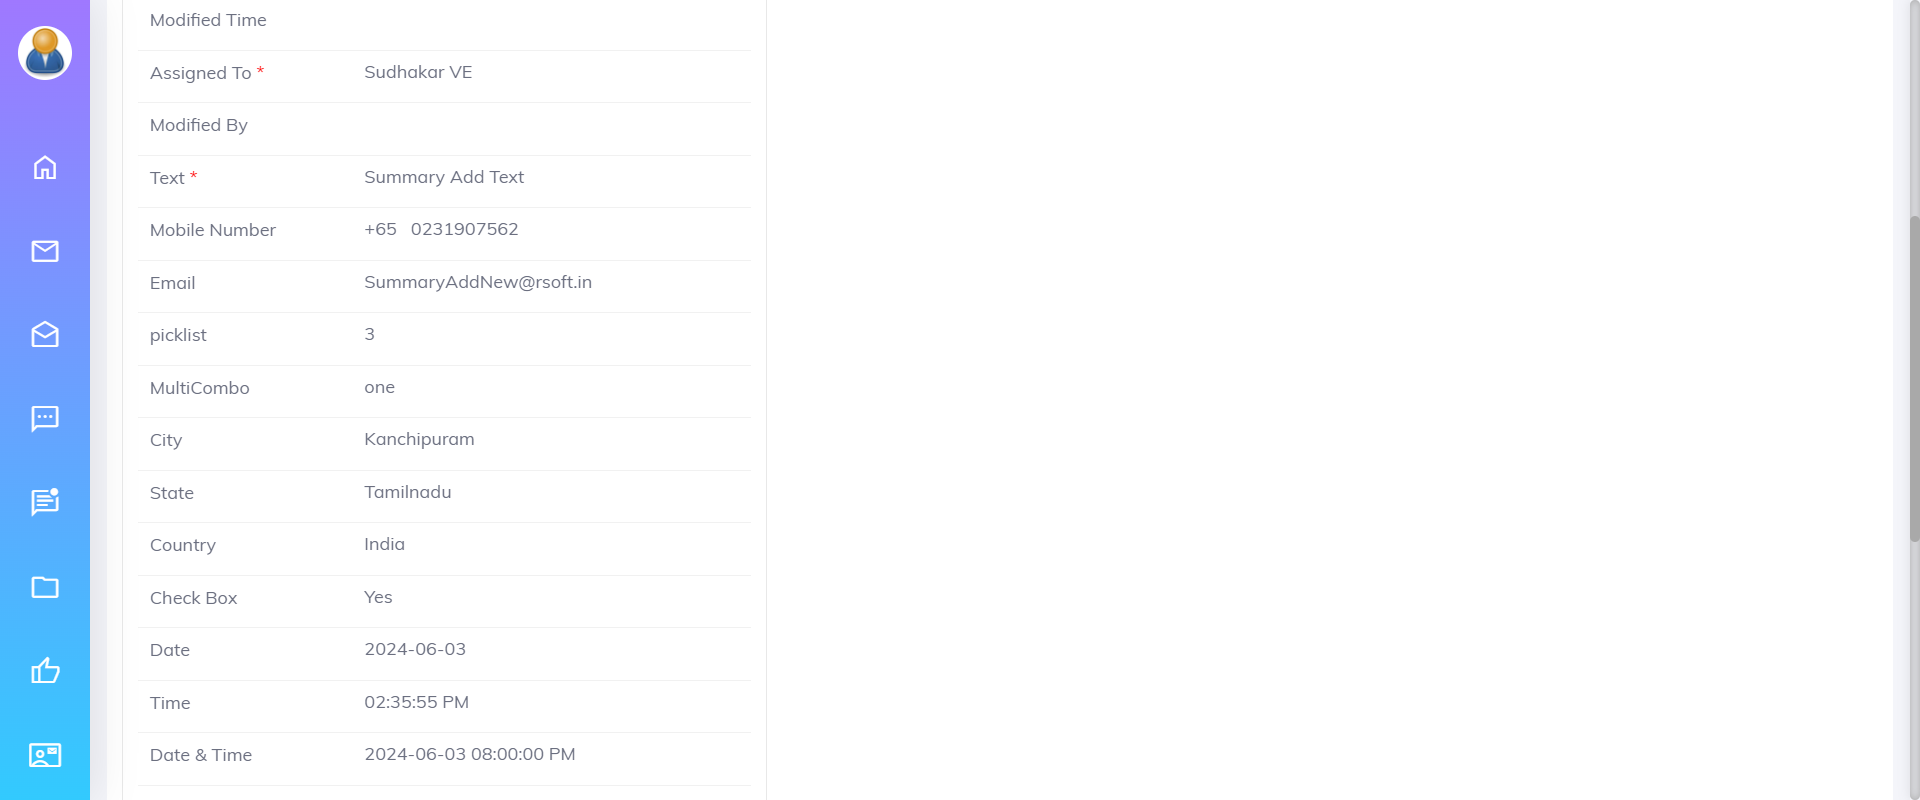 Modified Time
Assigned To * Sudhakar VE
Modified By
Text * Summary Add Text
Mobile Number +65 0231907562
Email SummaryAddNew@rsoft.in
picklist 3
MultiCombo one
City Kanchipuram
State Tamilnadu
Country India
Check Box Yes
Date 2024-06-03
Time 02:35:55 PM
Date & Time 2024-06-03 08:00:00 PM